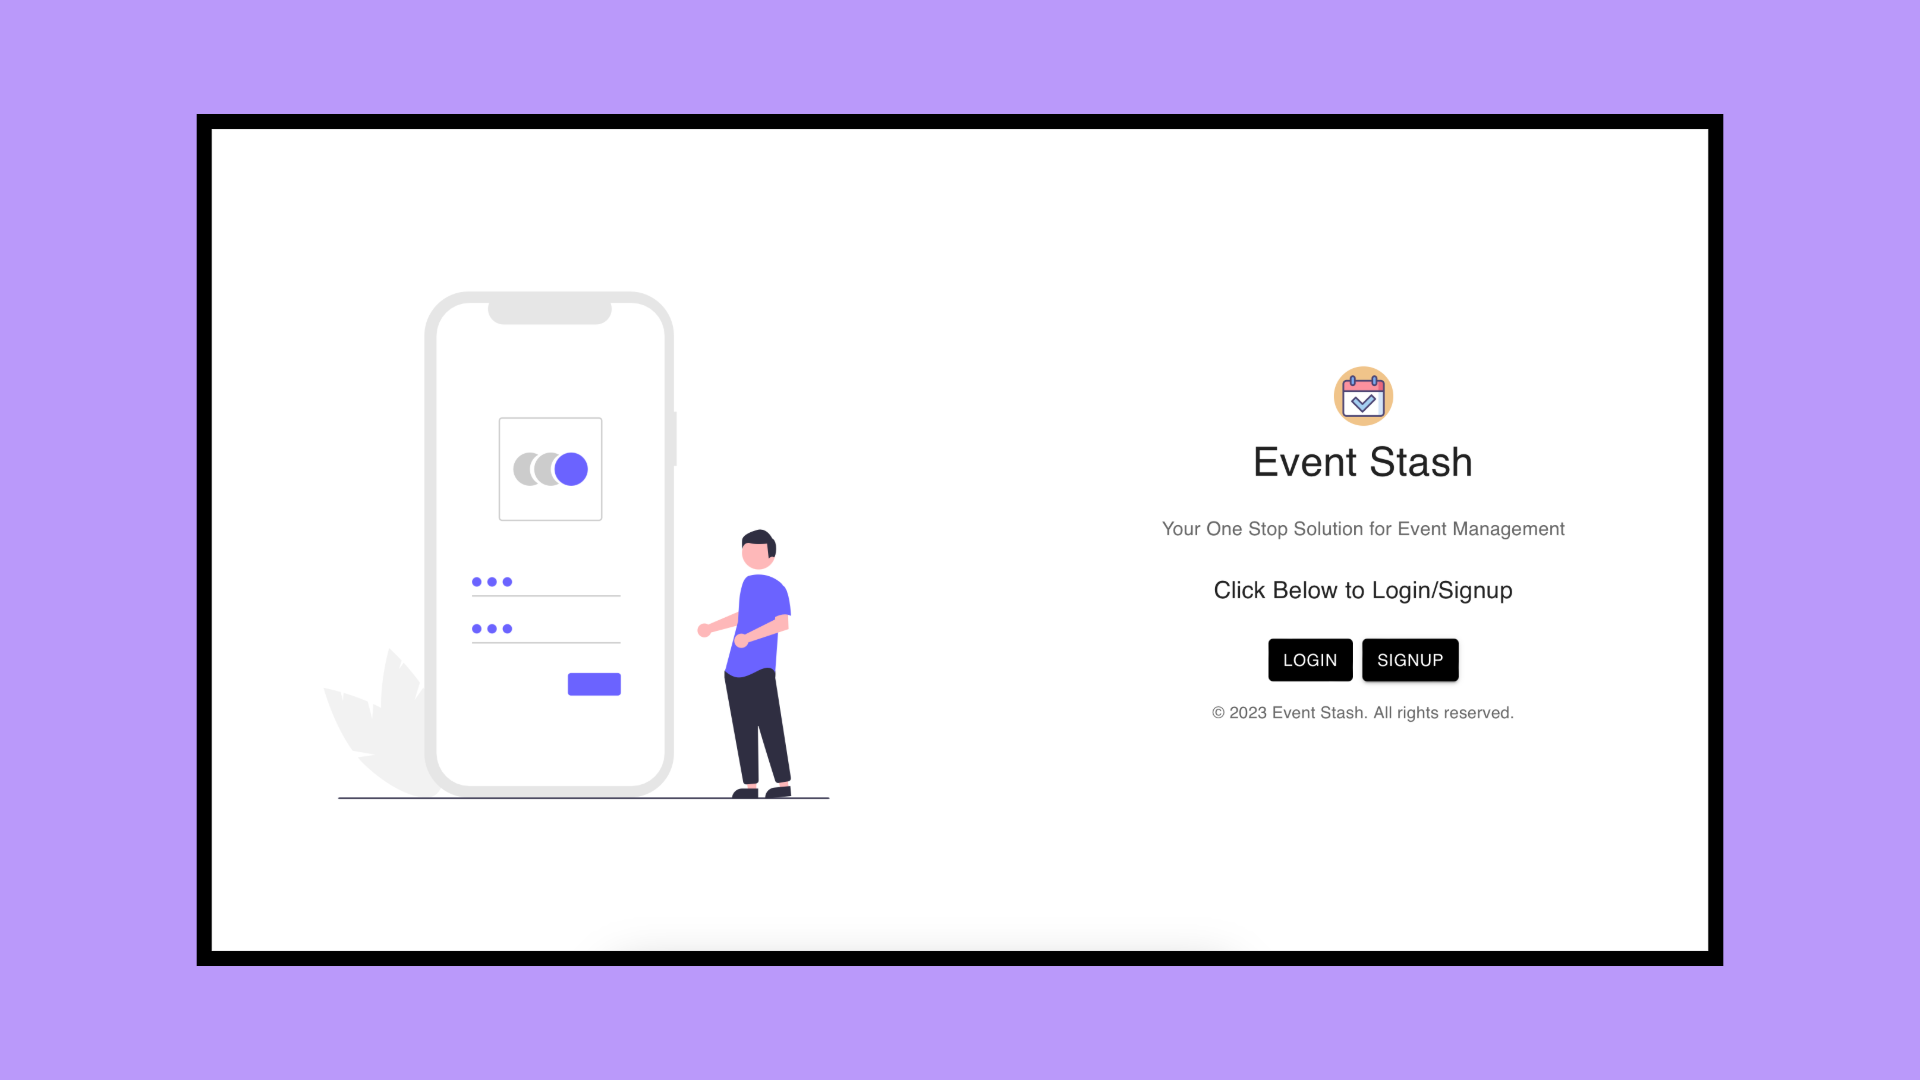 Event Stash
Your One Stop Solution for Event Management
Click Below to Login/Signup
LOGIN SIGNUP
© 2023 Event Stash. All rights reserved.